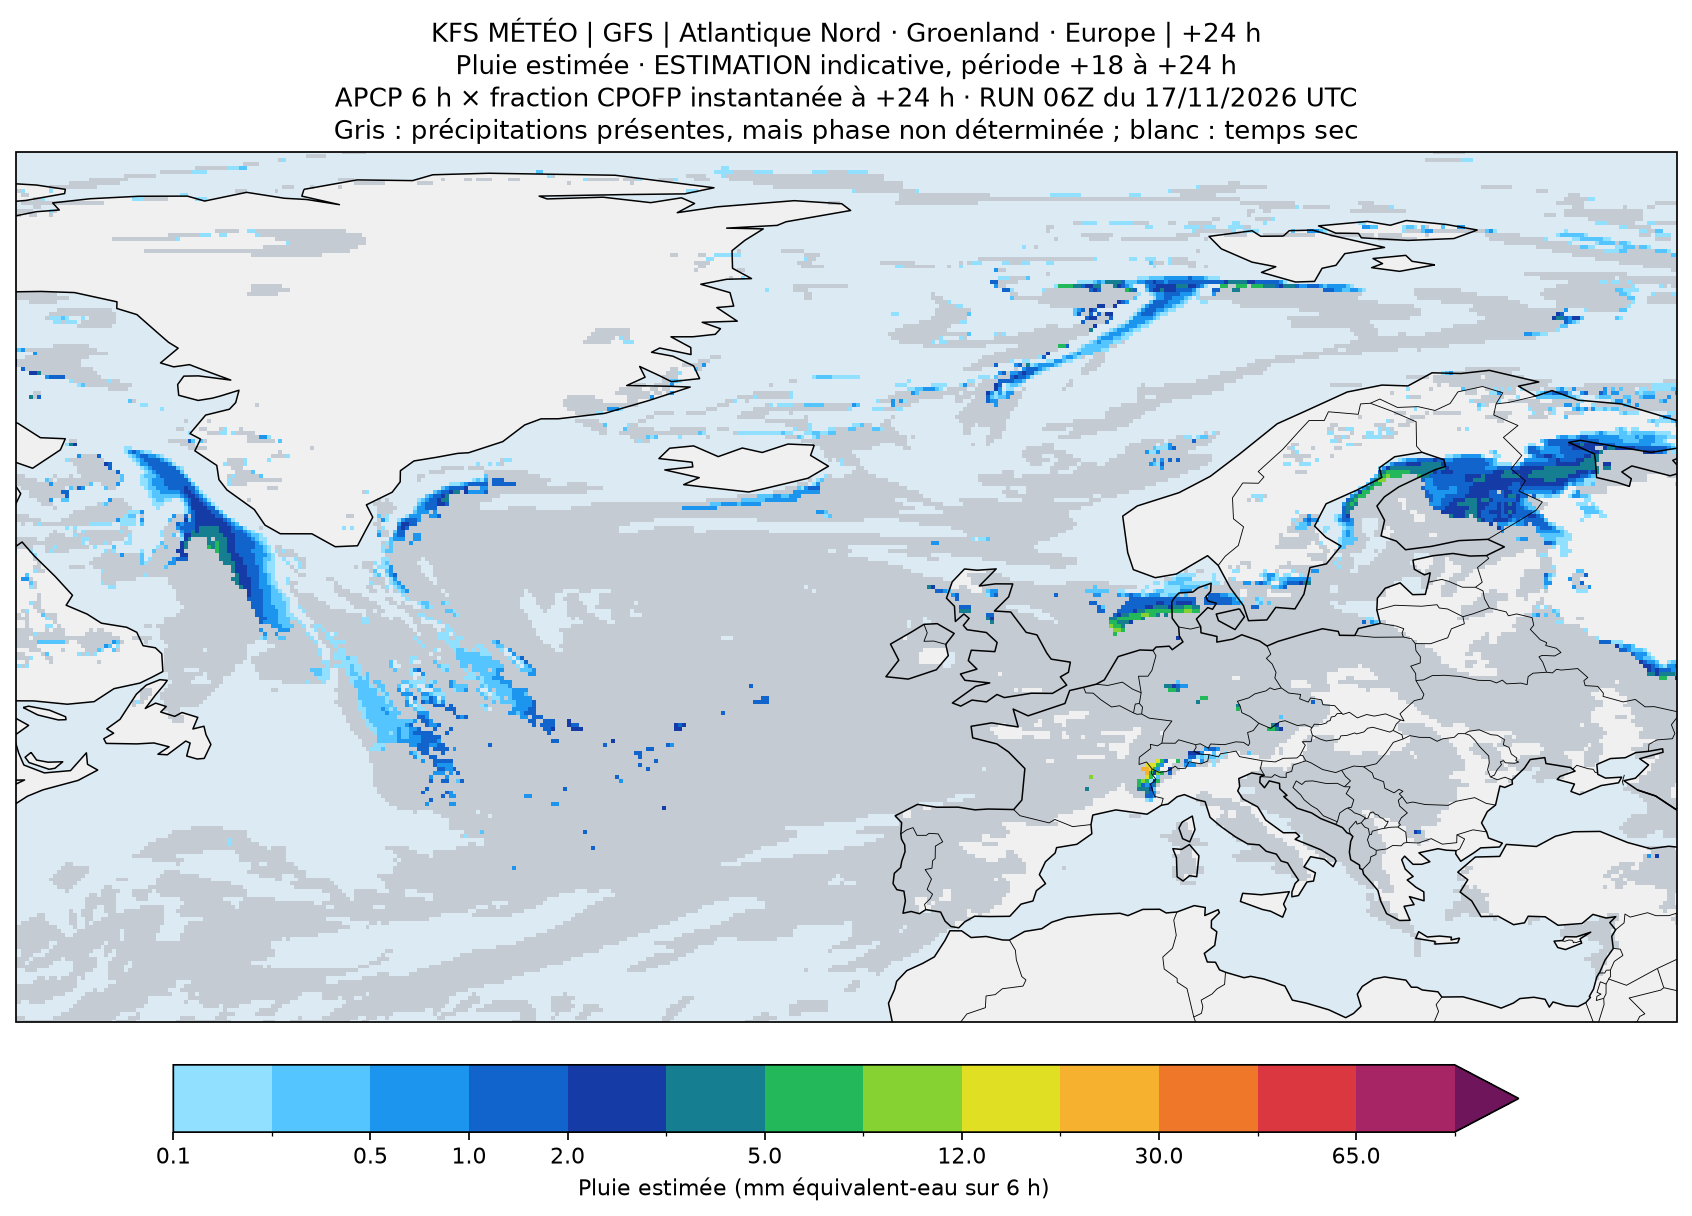 KFS MÉTÉO | GFS | Atlantique Nord · Groenland · Europe | +24 h
Pluie estimée · ESTIMATION indicative, période +18 à +24 h
APCP 6 h × fraction CPOFP instantanée à +24 h · RUN 06Z du 17/11/2026 UTC
Gris : précipitations présentes, mais phase non déterminée ; blanc : temps sec
0.1 0.5 1.0 2.0 5.0 12.0 30.0 65.0
Pluie estimée (mm équivalent-eau sur 6 h)